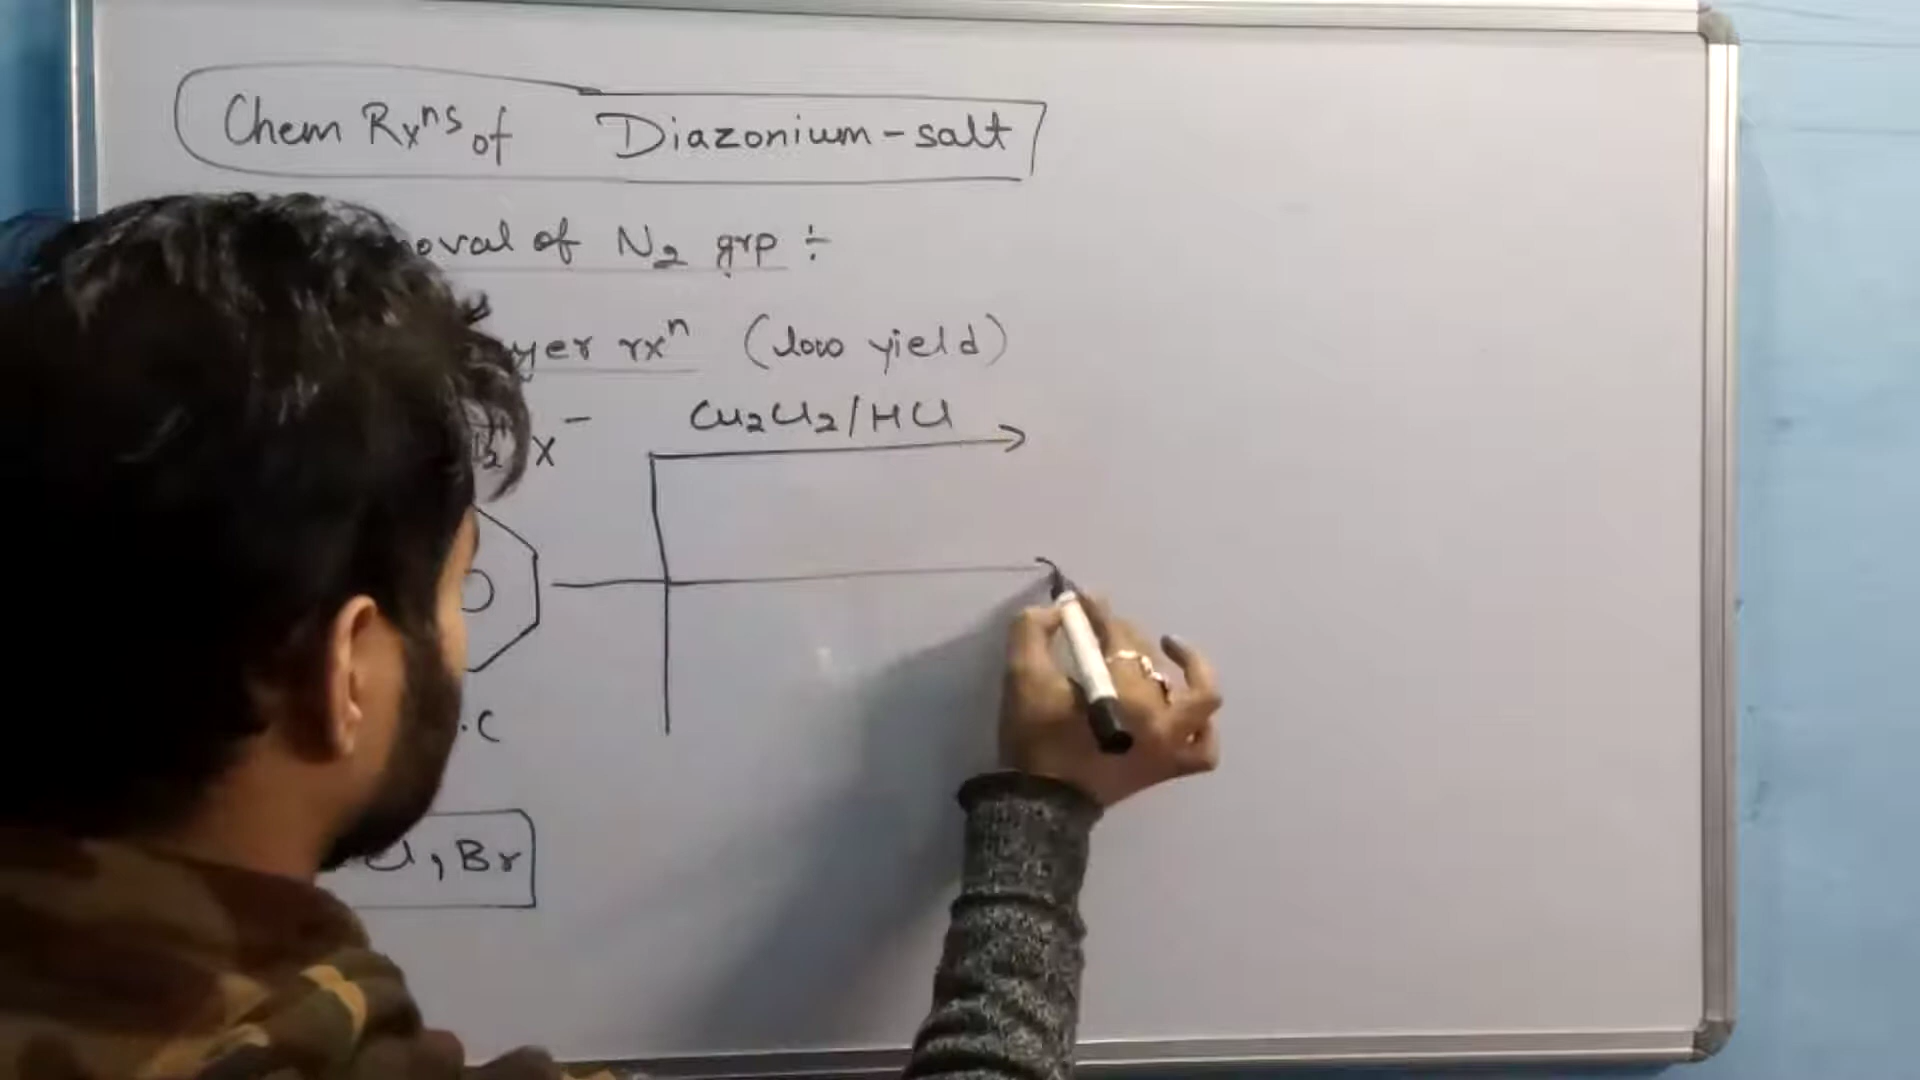 Chem Rxⁿˢ of Diazonium-salt
oval of N₂ grp ÷
yer rxⁿ (low yield)
Cu₂Cl₂/HCl
X⁻
.C
Cl, Br